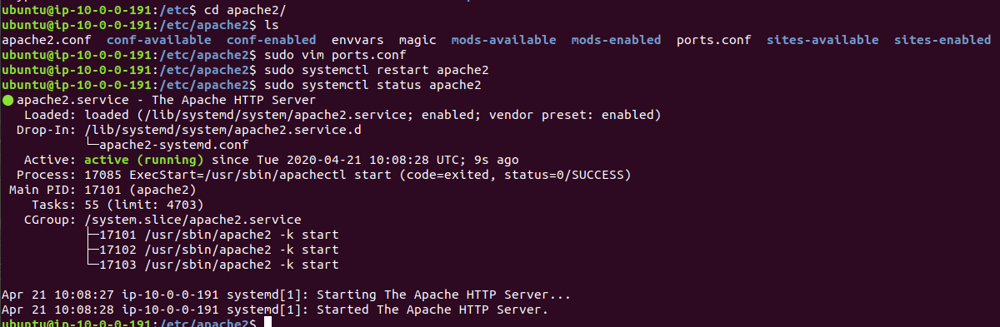 ubuntu@ip-10-0-0-191:/etc$ cd apache2/
ubuntu@ip-10-0-0-191:/etc/apache2$ ls
apache2.conf  conf-available  conf-enabled  envvars  magic  mods-available  mods-enabled  ports.conf  sites-available  sites-enabled
ubuntu@ip-10-0-0-191:/etc/apache2$ sudo vim ports.conf
ubuntu@ip-10-0-0-191:/etc/apache2$ sudo systemctl restart apache2
ubuntu@ip-10-0-0-191:/etc/apache2$ sudo systemctl status apache2
● apache2.service - The Apache HTTP Server
   Loaded: loaded (/lib/systemd/system/apache2.service; enabled; vendor preset: enabled)
  Drop-In: /lib/systemd/system/apache2.service.d
           └─apache2-systemd.conf
   Active: active (running) since Tue 2020-04-21 10:08:28 UTC; 9s ago
  Process: 17085 ExecStart=/usr/sbin/apachectl start (code=exited, status=0/SUCCESS)
 Main PID: 17101 (apache2)
    Tasks: 55 (limit: 4703)
   CGroup: /system.slice/apache2.service
           ├─17101 /usr/sbin/apache2 -k start
           ├─17102 /usr/sbin/apache2 -k start
           └─17103 /usr/sbin/apache2 -k start
Apr 21 10:08:27 ip-10-0-0-191 systemd[1]: Starting The Apache HTTP Server...
Apr 21 10:08:28 ip-10-0-0-191 systemd[1]: Started The Apache HTTP Server.
ubuntu@ip-10-0-0-191:/etc/apache2$